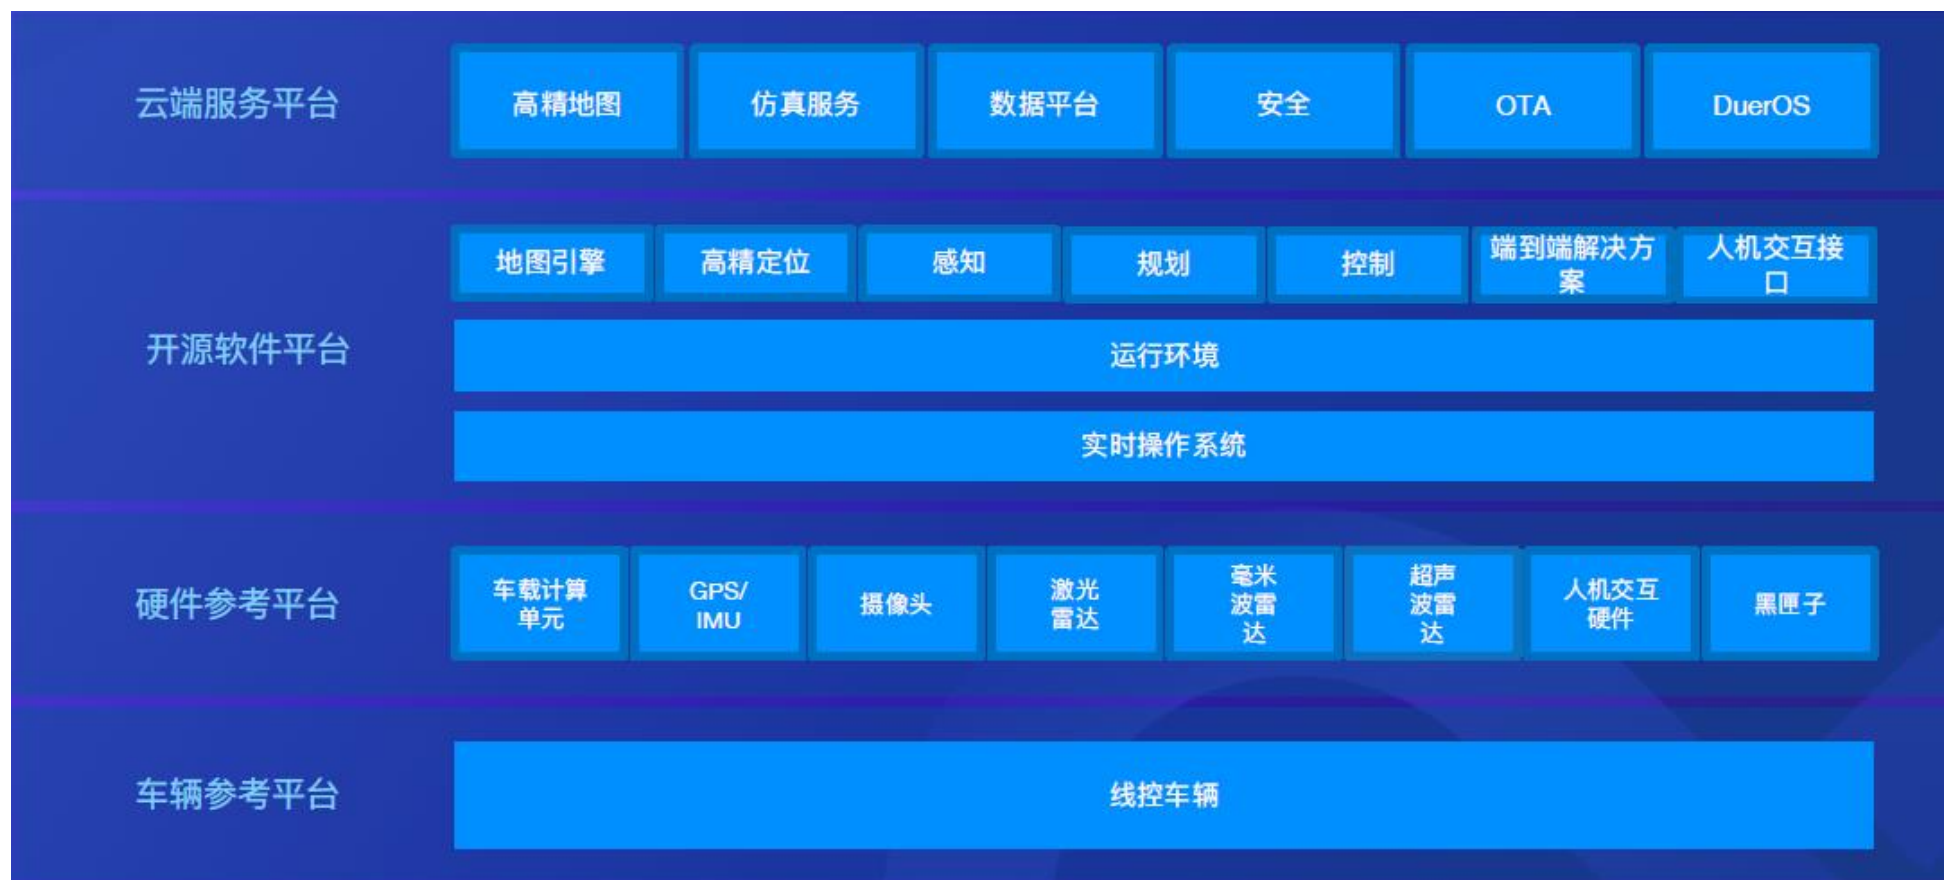 云端服务平台
高精地图
仿真服务
数据平台
安全
OTA
DuerOS
开源软件平台
地图引擎
高精定位
感知
规划
控制
端到端解决方
案
人机交互接
口
运行环境
实时操作系统
硬件参考平台
车载计算
单元
GPS/
IMU
摄像头
激光
雷达
毫米
波雷
达
超声
波雷
达
人机交互
硬件
黑匣子
车辆参考平台
线控车辆